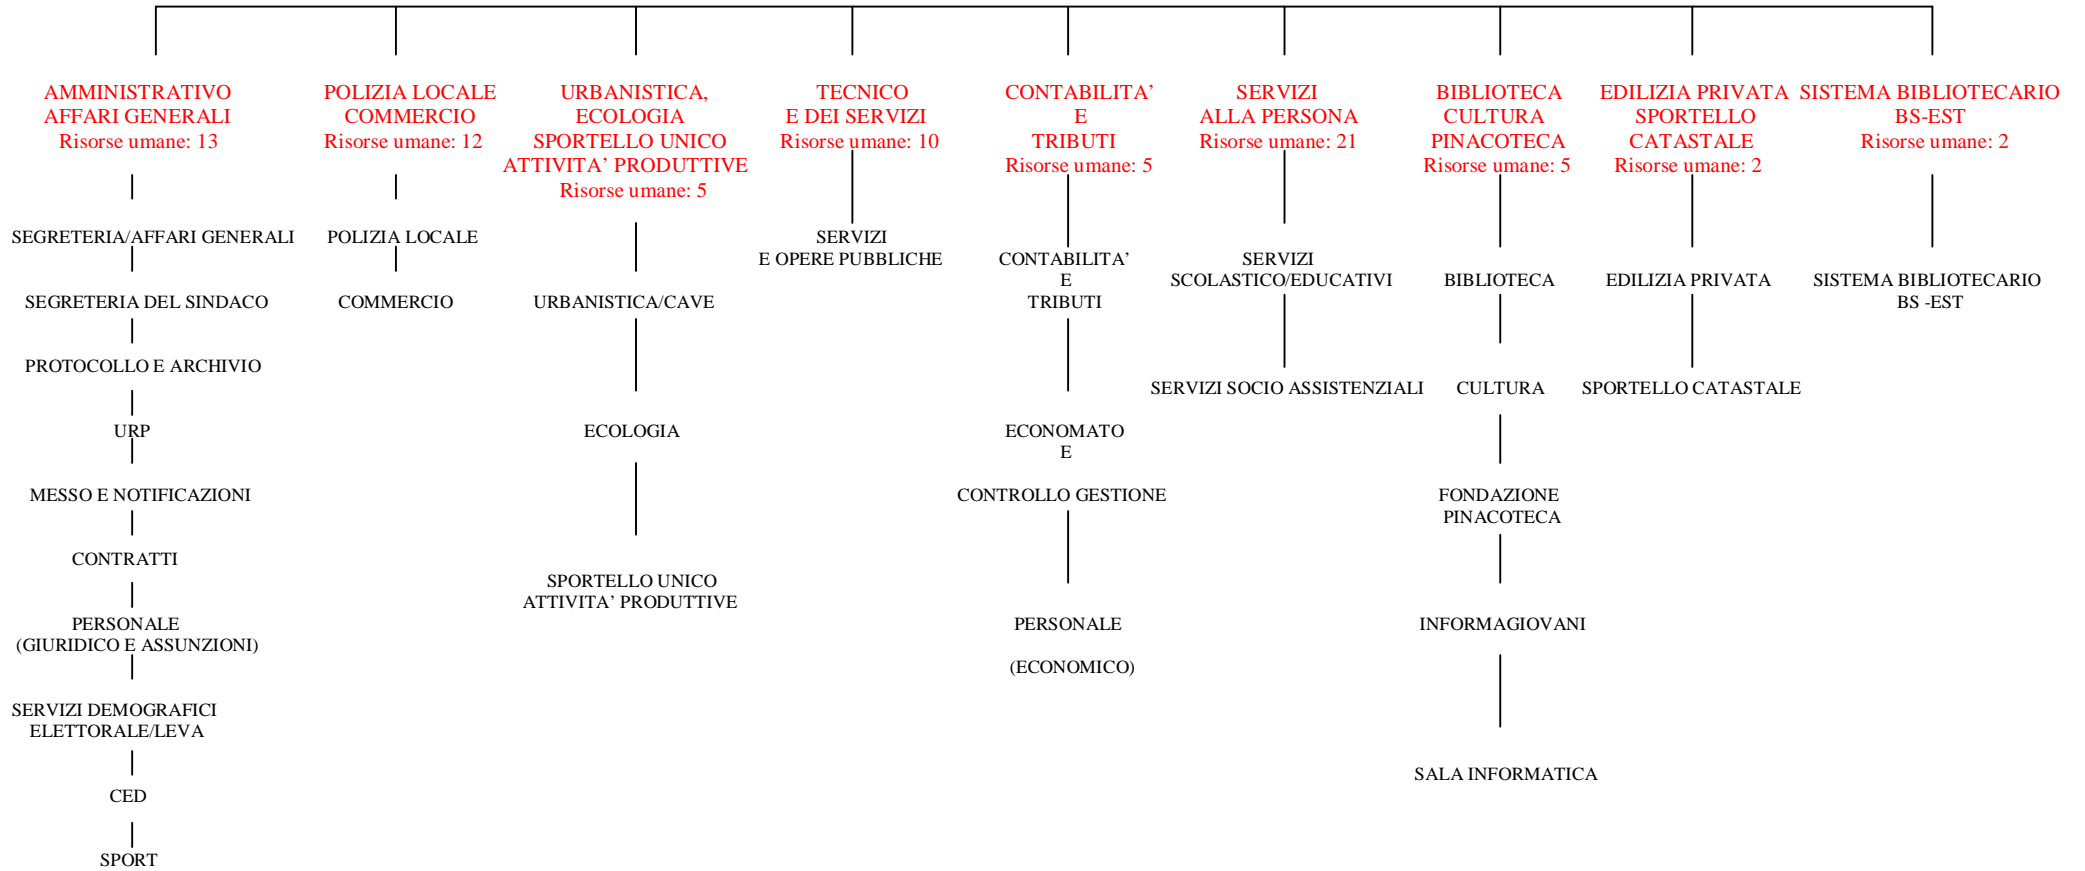 AMMINISTRATIVO
AFFARI GENERALI
Risorse umane: 13
SEGRETERIA/AFFARI GENERALI
SEGRETERIA DEL SINDACO
PROTOCOLLO E ARCHIVIO
URP
MESSO E NOTIFICAZIONI
CONTRATTI
PERSONALE
(GIURIDICO E ASSUNZIONI)
SERVIZI DEMOGRAFICI
ELETTORALE/LEVA
CED
SPORT
POLIZIA LOCALE
COMMERCIO
Risorse umane: 12
POLIZIA LOCALE
COMMERCIO
URBANISTICA,
ECOLOGIA
SPORTELLO UNICO
ATTIVITA’ PRODUTTIVE
Risorse umane: 5
URBANISTICA/CAVE
ECOLOGIA
SPORTELLO UNICO
ATTIVITA’ PRODUTTIVE
TECNICO
E DEI SERVIZI
Risorse umane: 10
SERVIZI
E OPERE PUBBLICHE
CONTABILITA’
E
TRIBUTI
Risorse umane: 5
CONTABILITA’
E
TRIBUTI
ECONOMATO
E
CONTROLLO GESTIONE
PERSONALE
(ECONOMICO)
SERVIZI
ALLA PERSONA
Risorse umane: 21
SERVIZI
SCOLASTICO/EDUCATIVI
SERVIZI SOCIO ASSISTENZIALI
BIBLIOTECA
CULTURA
PINACOTECA
Risorse umane: 5
BIBLIOTECA
CULTURA
FONDAZIONE
PINACOTECA
INFORMAGIOVANI
SALA INFORMATICA
EDILIZIA PRIVATA
SPORTELLO
CATASTALE
Risorse umane: 2
EDILIZIA PRIVATA
SPORTELLO CATASTALE
SISTEMA BIBLIOTECARIO
BS-EST
Risorse umane: 2
SISTEMA BIBLIOTECARIO
BS -EST